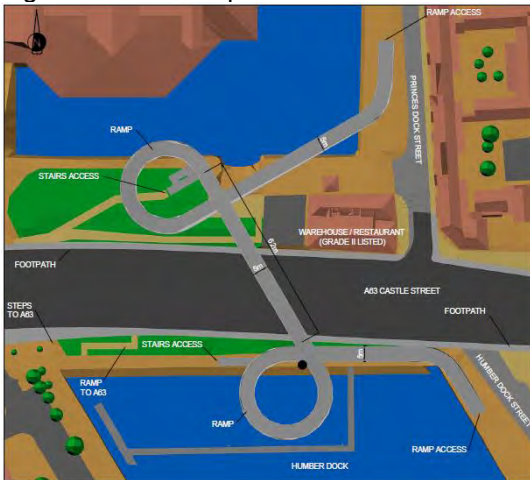 RAMP ACCESS
N
RAMP
PRINCES DOCK STREET
5m
STAIRS ACCESS
62m
WAREHOUSE / RESTAURANT
(GRADE II LISTED)
FOOTPATH
5m
A63 CASTLE STREET
STEPS
TO A63
FOOTPATH
STAIRS ACCESS
5m
RAMP
TO A63
HUMBER DOCK STREET
RAMP
RAMP ACCESS
HUMBER DOCK